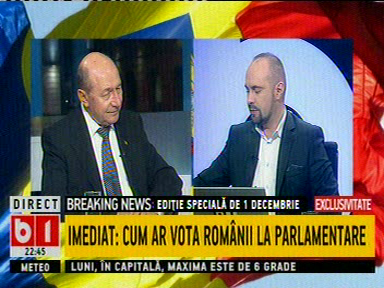 DIRECT
BREAKING NEWS EDIȚIE SPECIALĂ DE 1 DECEMBRIE
EXCLUSIVITATE
B1
22:45
IMEDIAT: CUM AR VOTA ROMÂNII LA PARLAMENTARE
METEO LUNI, ÎN CAPITALĂ, MAXIMA ESTE DE 6 GRADE